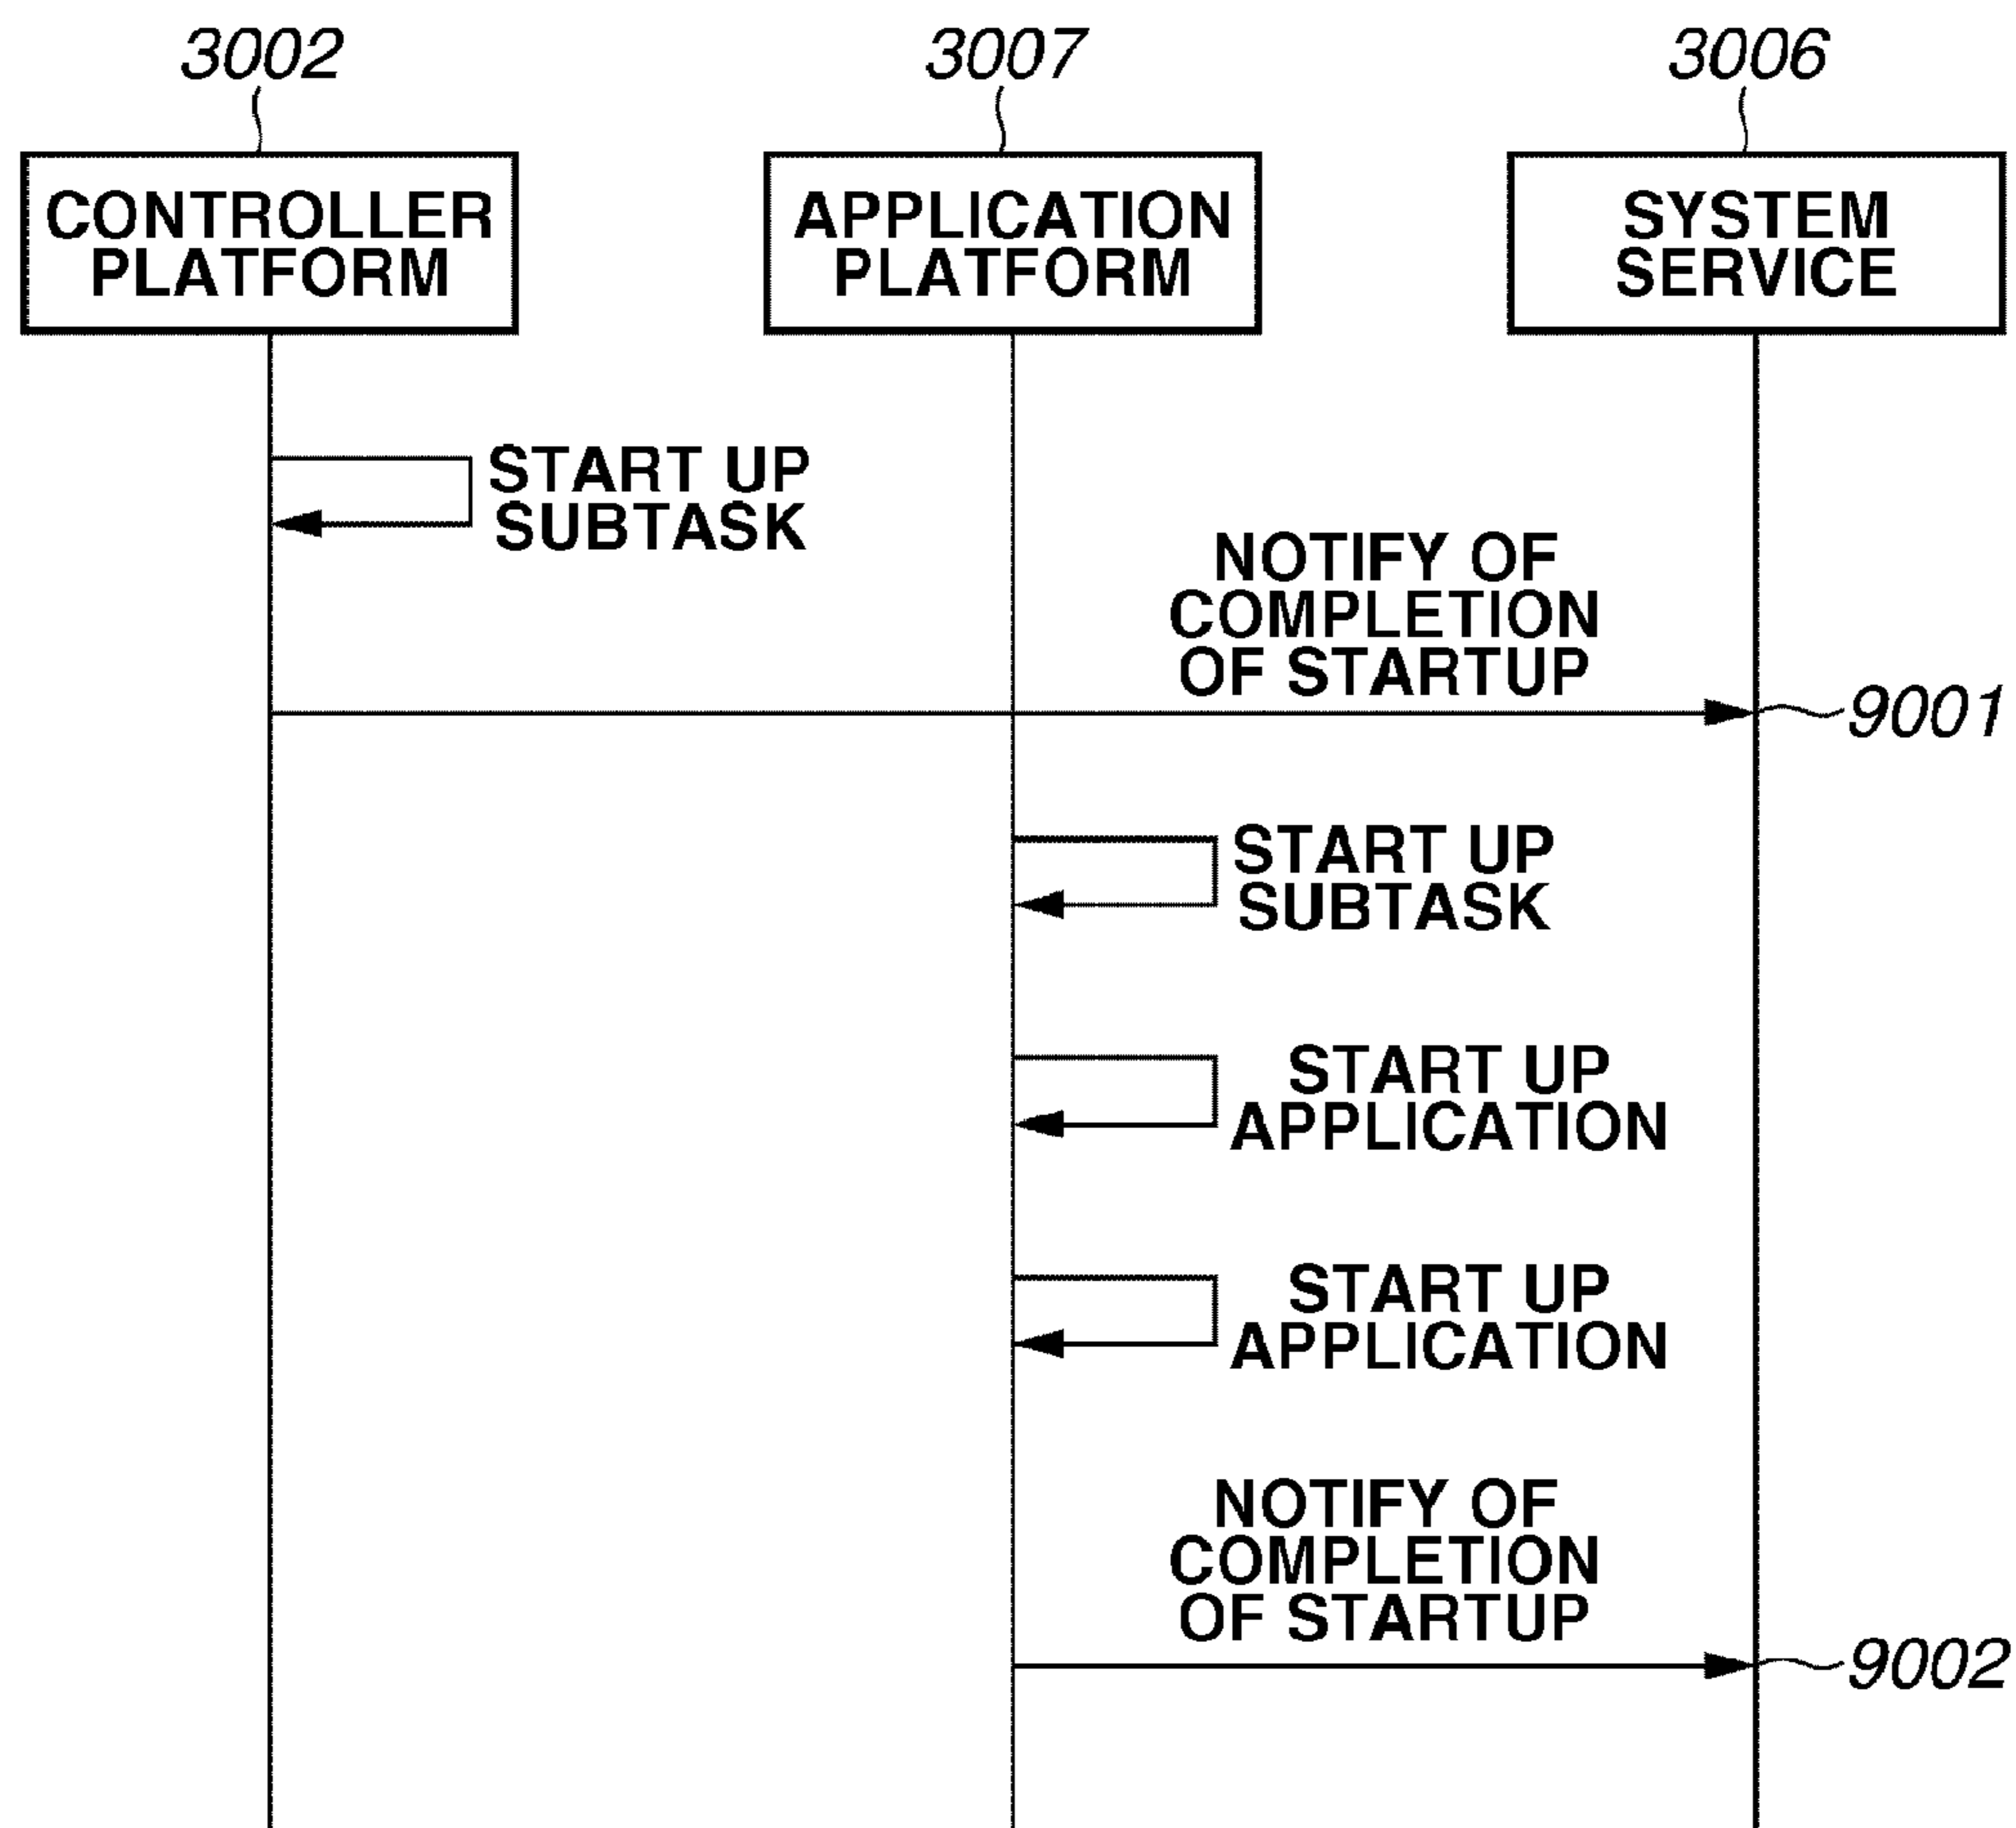 3002
3007
3006
CONTROLLER
PLATFORM
APPLICATION
PLATFORM
SYSTEM
SERVICE
START UP
SUBTASK
NOTIFY OF
COMPLETION
OF STARTUP
9001
START UP
SUBTASK
START UP
APPLICATION
START UP
APPLICATION
NOTIFY OF
COMPLETION
OF STARTUP
9002